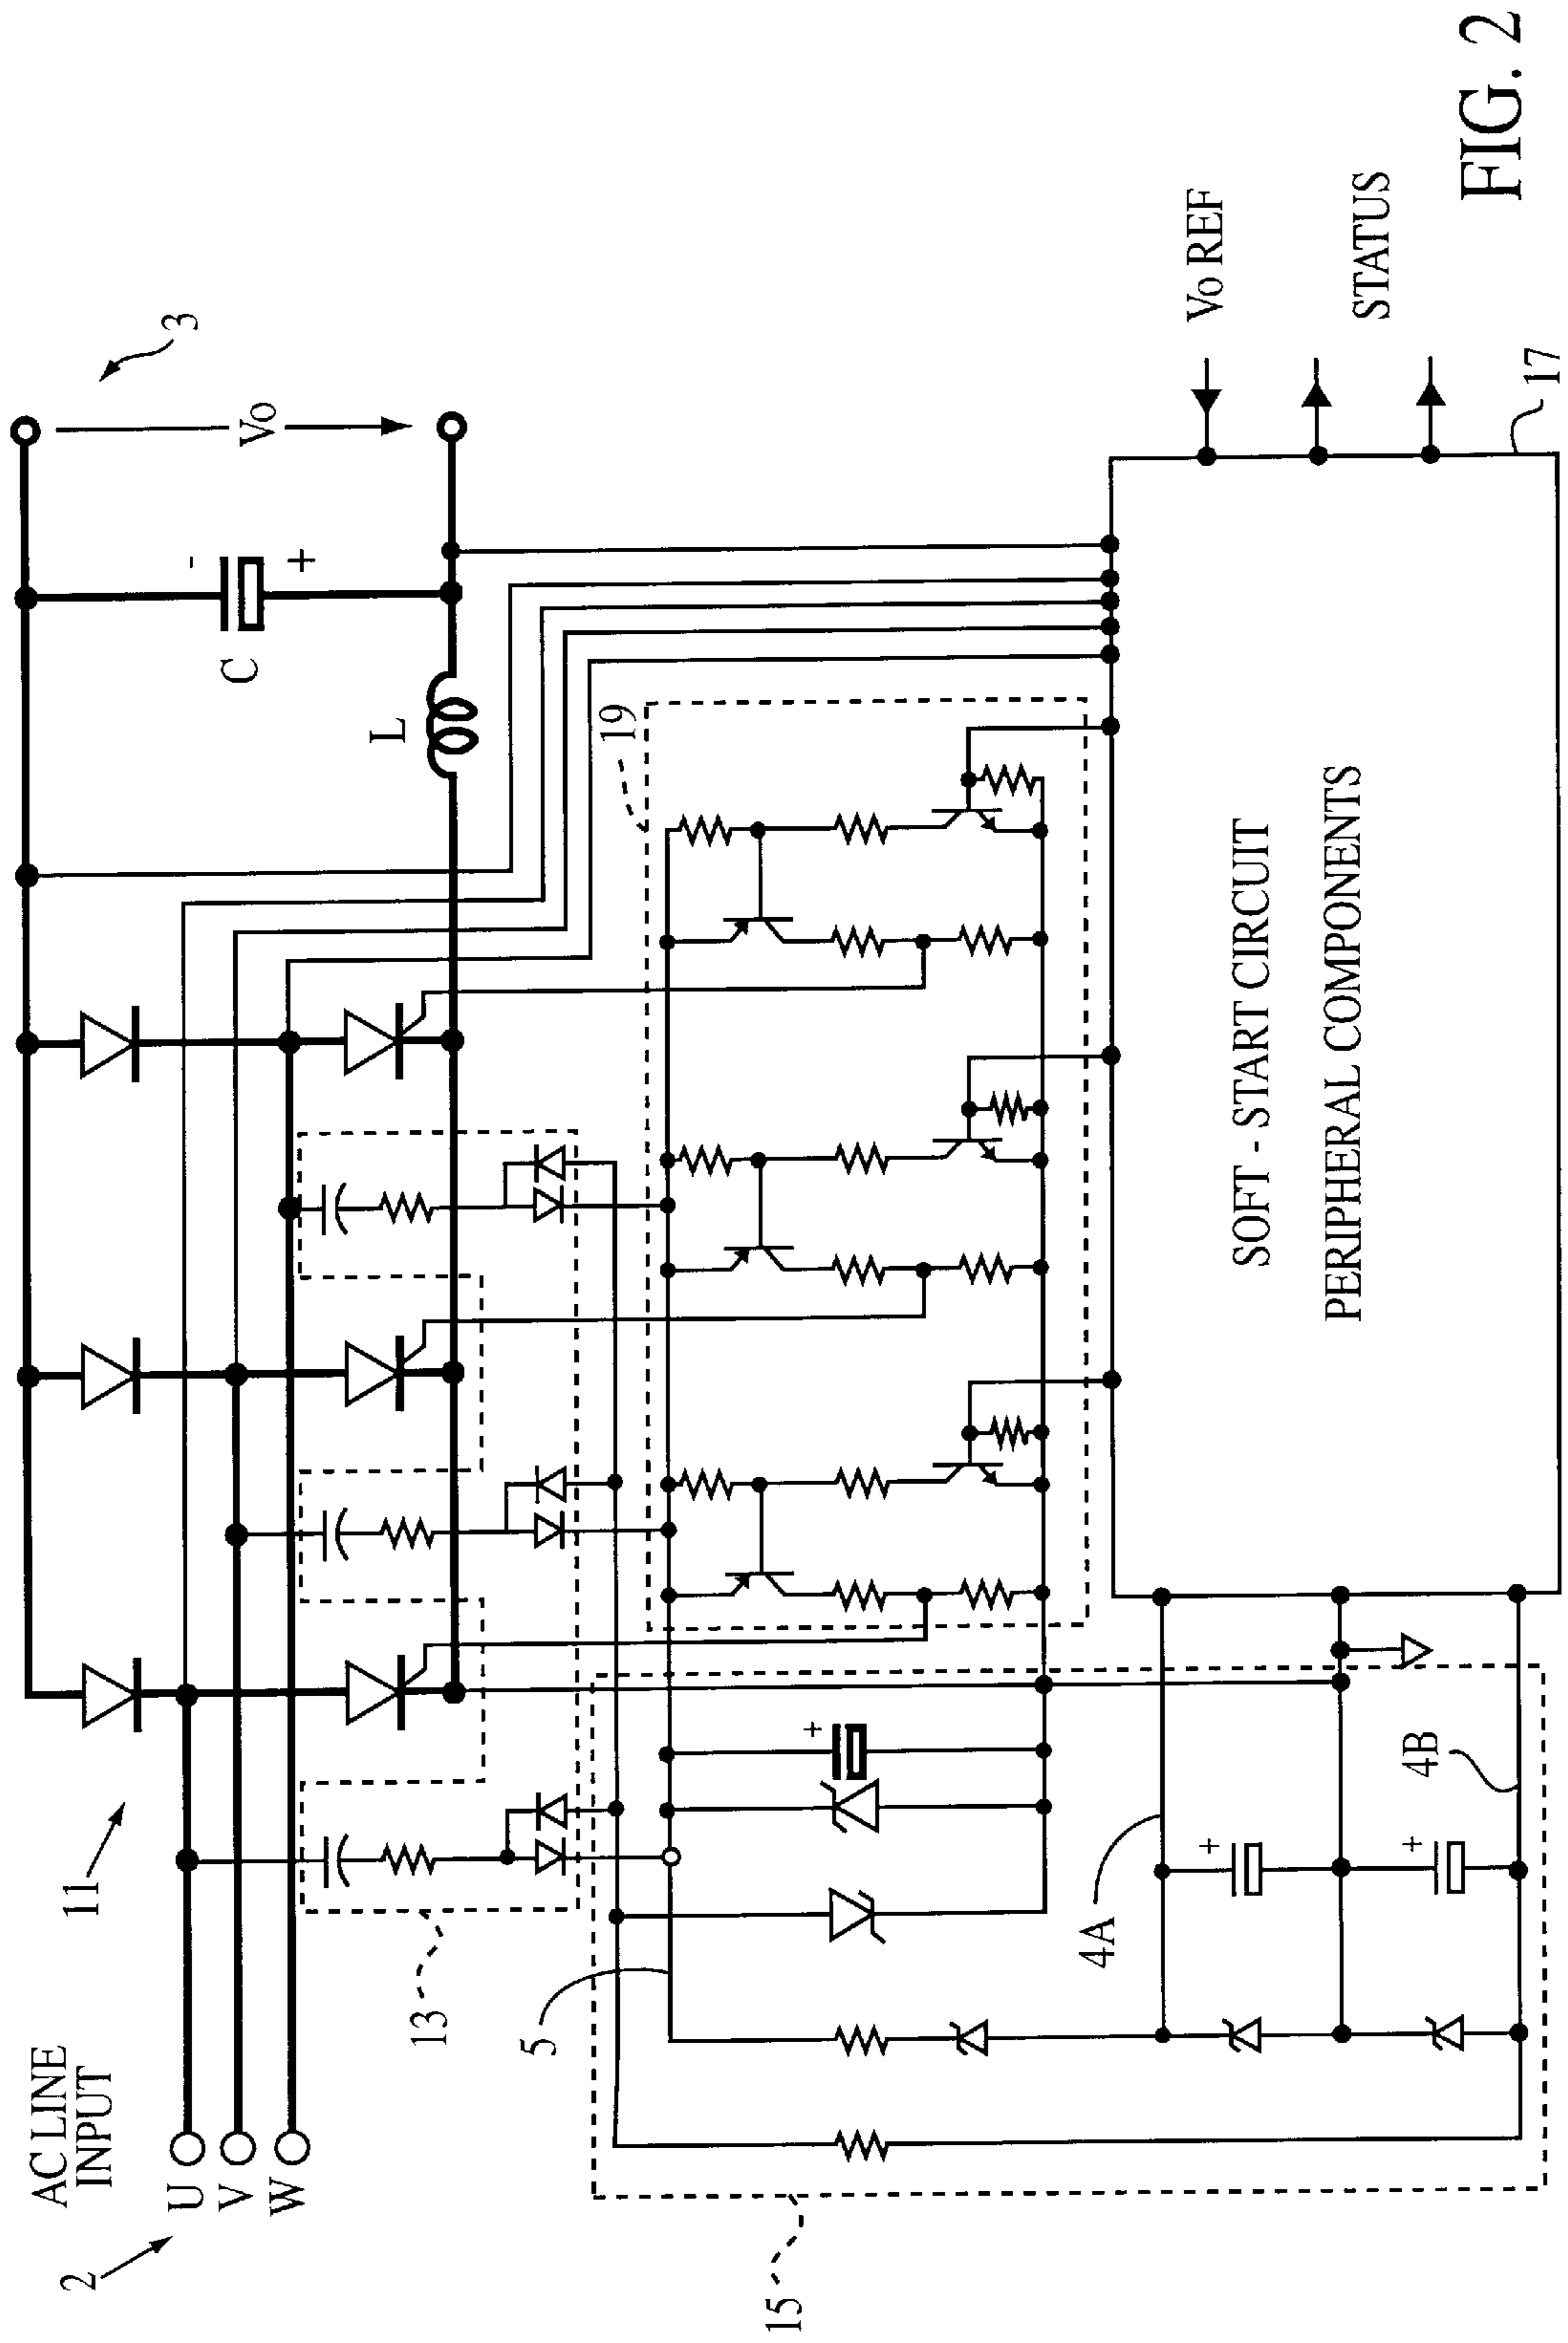 AC LINE
INPUT
2
U
V
W
11
3
Vo
-
+
C
L
13
19
5
15
+
4A
4B
+
+
SOFT - START CIRCUIT
PERIPHERAL COMPONENTS
Vo REF
STATUS
17
FIG. 2